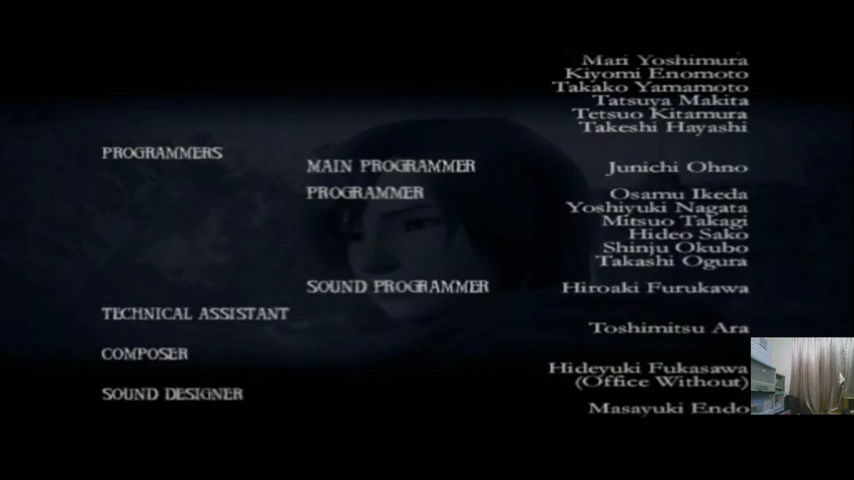 Mari Yoshimura
Kiyomi Enomoto
Takako Yamamoto
Tatsuya Makita
Tetsuo Kitamura
Takeshi Hayashi
PROGRAMMERS
MAIN PROGRAMMER Junichi Ohno
PROGRAMMER Osamu Ikeda
Yoshiyuki Nagata
Mitsuo Takagi
Hideo Sako
Shinju Okubo
Takashi Ogura
SOUND PROGRAMMER Hiroaki Furukawa
TECHNICAL ASSISTANT
Toshimitsu Ara
COMPOSER
Hideyuki Fukasawa
(Office Without)
SOUND DESIGNER
Masayuki Endo